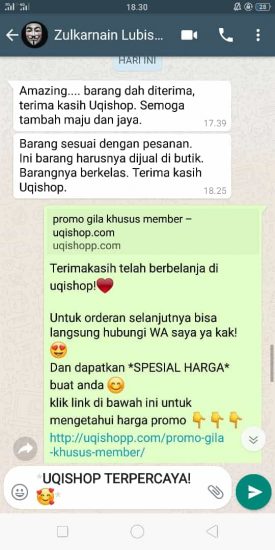 18.30
28
Zulkarnain Lubis...
HARI INI
Amazing.... barang dah diterima,
terima kasih Uqishop. Semoga
tambah maju dan jaya.
17.39
Barang sesuai dengan pesanan.
Ini barang harusnya dijual di butik.
Barangnya berkelas. Terima kasih
Uqishop.
18.25
promo gila khusus member –
uqishop.com
uqishopp.com
Terimakasih telah berbelanja di
uqishop!❤️
Untuk orderan selanjutnya bisa
langsung hubungi WA saya ya kak!
😍
Dan dapatkan *SPESIAL HARGA*
buat anda 😊
klik link di bawah ini untuk
mengetahui harga promo 👇👇👇
http://uqishopp.com/promo-gila
-khusus-member/
*UQISHOP TERPERCAYA!
🥰*